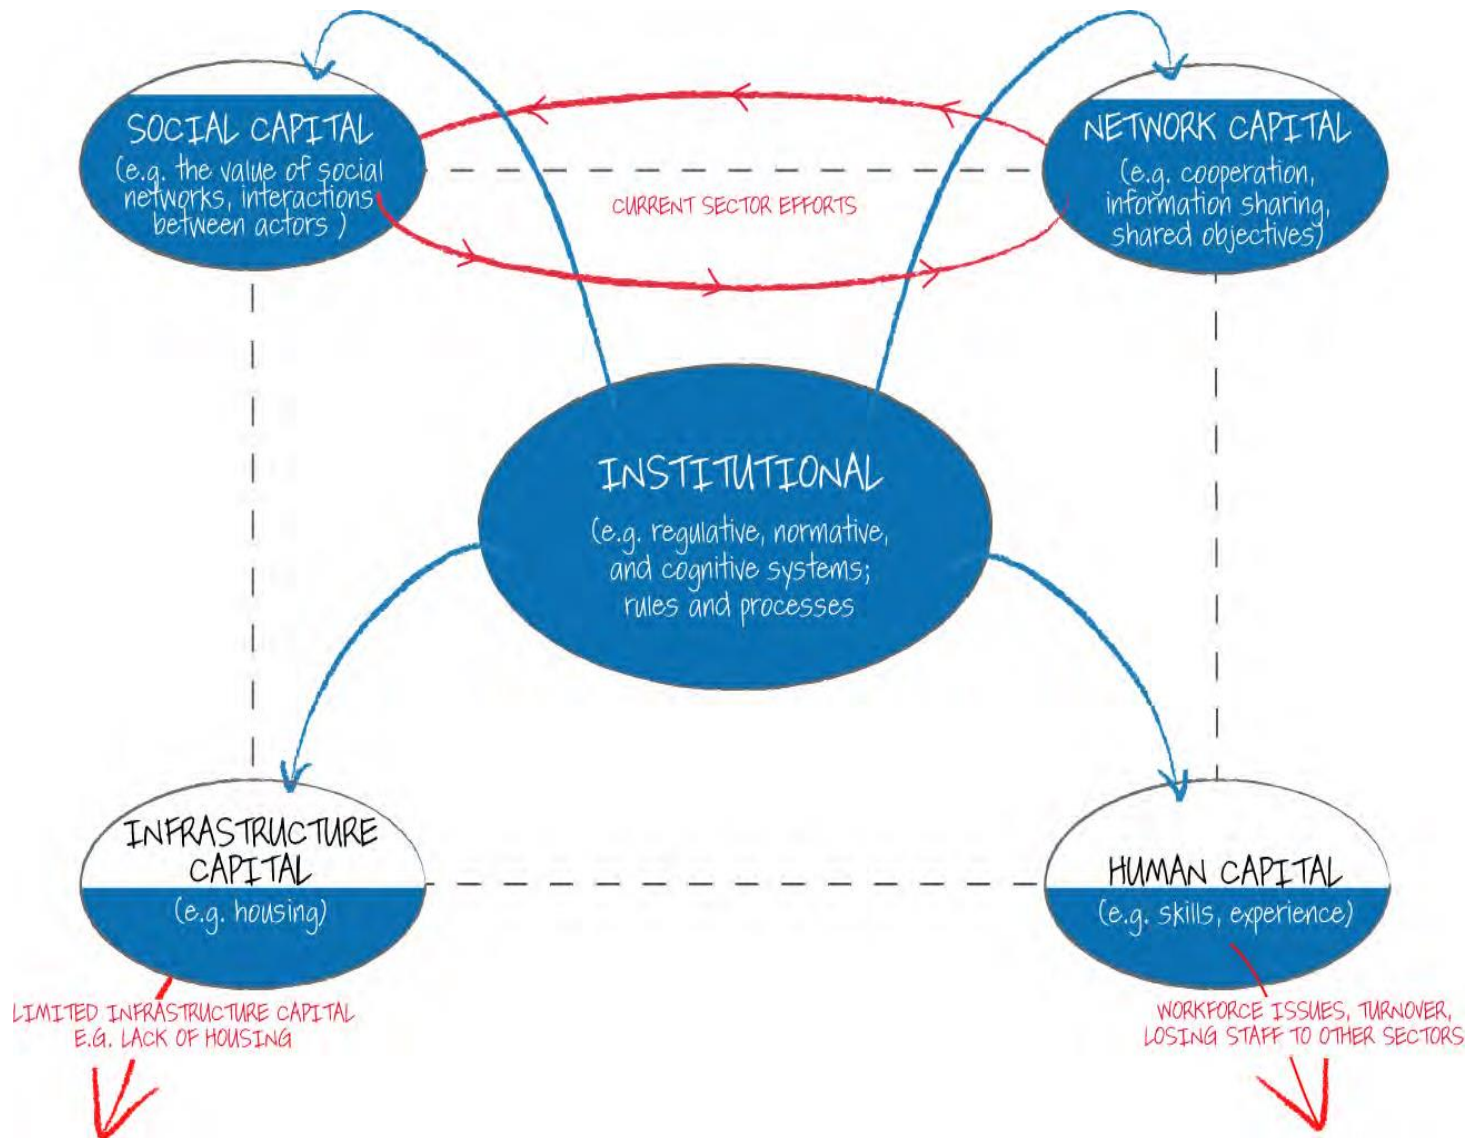 SOCIAL CAPITAL
(e.g. the value of social
networks, interactions
between actors )
NETWORK CAPITAL
(e.g. cooperation,
information sharing,
shared objectives)
CURRENT SECTOR EFFORTS
INSTITUTIONAL
(e.g. regulative, normative,
and cognitive systems;
rules and processes
INFRASTRUCTURE
CAPITAL
(e.g. housing)
HUMAN CAPITAL
(e.g. skills, experience)
LIMITED INFRASTRUCTURE CAPITAL
E.G. LACK OF HOUSING
WORKFORCE ISSUES, TURNOVER,
LOSING STAFF TO OTHER SECTORS